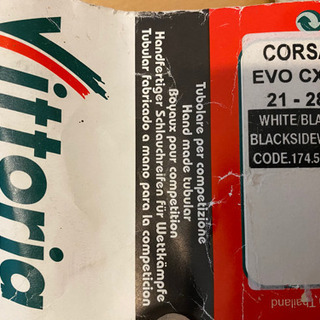 Vittoria
Tubolare per competizione
Hand made tubular
Boyaux pour competition
Handfertiger Schlauchreifen für Wettkämpfe
Tubular fabricado a mano para la competicion
CORSA
EVO CX
21 - 28
WHITE/BLA
BLACKSIDEW
CODE.174.5
Thailand